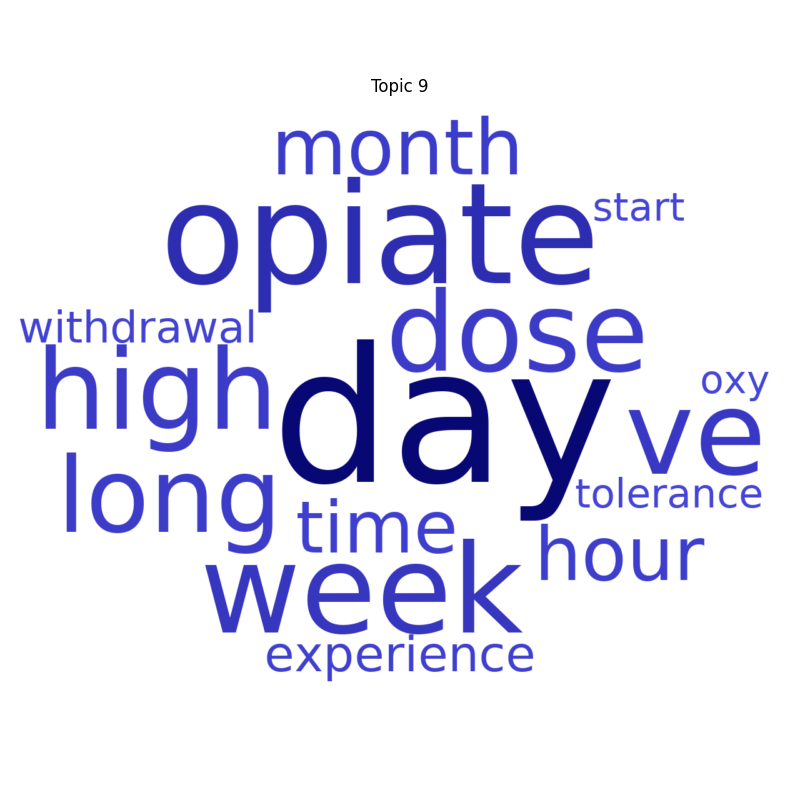 Topic 9
month
opiate
start
withdrawal
dose
high
day
oxy
ve
long
tolerance
time
hour
week
experience